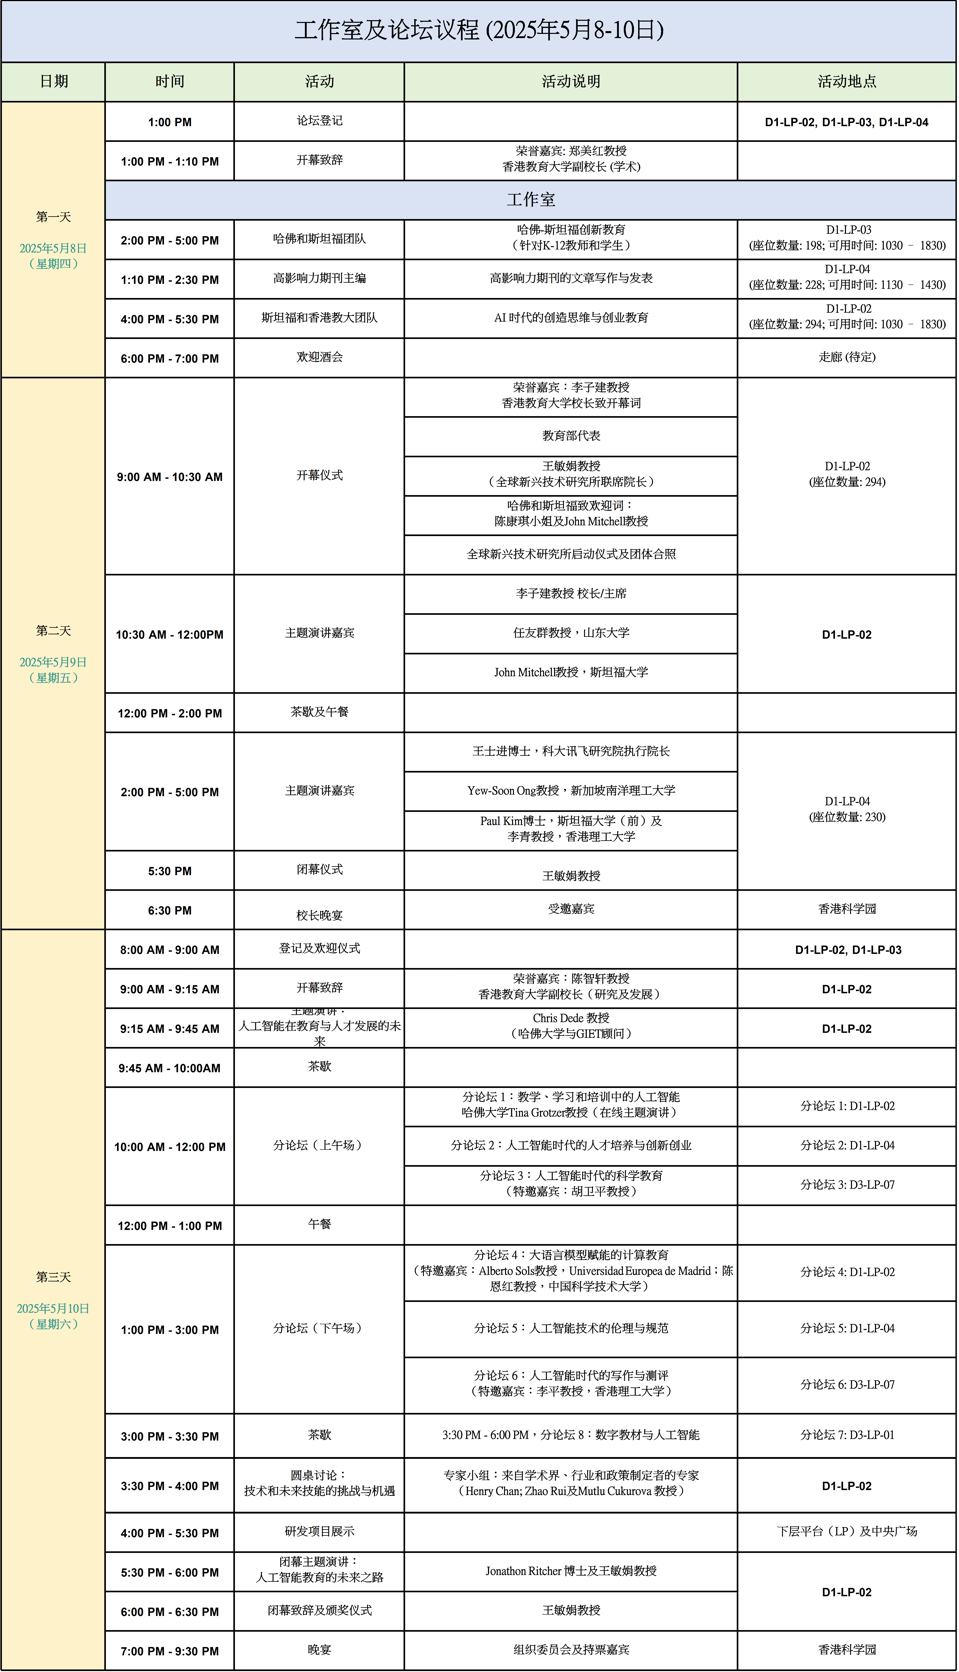 工作室及论坛议程 (2025年5月8-10日)
日期 时间 活动 活动说明 活动地点
第一天
2025年5月8日
（星期四）
1:00 PM 论坛登记 D1-LP-02, D1-LP-03, D1-LP-04
1:00 PM - 1:10 PM 开幕致辞
荣誉嘉宾: 郑美红教授
香港教育大学副校长 (学术)
工作室
2:00 PM - 5:00 PM 哈佛和斯坦福团队
哈佛-斯坦福创新教育
（针对K-12教师和学生）
D1-LP-03
(座位数量: 198; 可用时间: 1030 – 1830)
1:10 PM - 2:30 PM 高影响力期刊主编 高影响力期刊的文章写作与发表
D1-LP-04
(座位数量: 228; 可用时间: 1130 – 1430)
4:00 PM - 5:30 PM 斯坦福和香港教大团队 AI 时代的创造思维与创业教育
D1-LP-02
(座位数量: 294; 可用时间: 1030 – 1830)
6:00 PM - 7:00 PM 欢迎酒会 走廊 (待定)
第二天
2025年5月9日
（星期五）
9:00 AM - 10:30 AM 开幕仪式
荣誉嘉宾：李子建教授
香港教育大学校长致开幕词
教育部代表
王敏娟教授
（全球新兴技术研究所联席院长）
哈佛和斯坦福致欢迎词：
陈康琪小姐及John Mitchell教授
全球新兴技术研究所启动仪式及团体合照
D1-LP-02
(座位数量: 294)
10:30 AM - 12:00PM 主题演讲嘉宾
李子建教授 校长/主席
任友群教授，山东大学
John Mitchell教授，斯坦福大学
D1-LP-02
12:00 PM - 2:00 PM 茶歇及午餐
2:00 PM - 5:00 PM 主题演讲嘉宾
王士进博士，科大讯飞研究院执行院长
Yew-Soon Ong教授，新加坡南洋理工大学
Paul Kim博士，斯坦福大学（前）及
李青教授，香港理工大学
D1-LP-04
(座位数量: 230)
5:30 PM 闭幕仪式 王敏娟教授
6:30 PM 校长晚宴 受邀嘉宾 香港科学园
第三天
2025年5月10日
（星期六）
8:00 AM - 9:00 AM 登记及欢迎仪式 D1-LP-02, D1-LP-03
9:00 AM - 9:15 AM 开幕致辞
荣誉嘉宾：陈智轩教授
香港教育大学副校长（研究及发展）
D1-LP-02
9:15 AM - 9:45 AM
主题演讲：
人工智能在教育与人才发展的未
来
Chris Dede 教授
（哈佛大学与GIET顾问）
D1-LP-02
9:45 AM - 10:00AM 茶歇
10:00 AM - 12:00 PM 分论坛（上午场）
分论坛 1：教学、学习和培训中的人工智能
哈佛大学Tina Grotzer教授（在线主题演讲）
分论坛 1: D1-LP-02
分论坛 2：人工智能时代的人才培养与创新创业 分论坛 2: D1-LP-04
分论坛 3：人工智能时代的科学教育
（特邀嘉宾：胡卫平教授）
分论坛 3: D3-LP-07
12:00 PM - 1:00 PM 午餐
1:00 PM - 3:00 PM 分论坛（下午场）
分论坛 4：大语言模型赋能的计算教育
（特邀嘉宾：Alberto Sols教授，Universidad Europea de Madrid；陈
恩红教授，中国科学技术大学）
分论坛 4: D1-LP-02
分论坛 5：人工智能技术的伦理与规范 分论坛 5: D1-LP-04
分论坛 6：人工智能时代的写作与测评
（特邀嘉宾：李平教授，香港理工大学）
分论坛 6: D3-LP-07
3:00 PM - 3:30 PM 茶歇 3:30 PM - 6:00 PM，分论坛 8：数字教材与人工智能 分论坛 7: D3-LP-01
3:30 PM - 4:00 PM
圆桌讨论：
技术和未来技能的挑战与机遇
专家小组：来自学术界、行业和政策制定者的专家
（Henry Chan; Zhao Rui及Mutlu Cukurova 教授）
D1-LP-02
4:00 PM - 5:30 PM 研发项目展示 下层平台（LP）及中央广场
5:30 PM - 6:00 PM
闭幕主题演讲：
人工智能教育的未来之路
Jonathon Ritcher 博士及王敏娟教授
D1-LP-02
6:00 PM - 6:30 PM 闭幕致辞及颁奖仪式 王敏娟教授
7:00 PM - 9:30 PM 晚宴 组织委员会及持票嘉宾 香港科学园